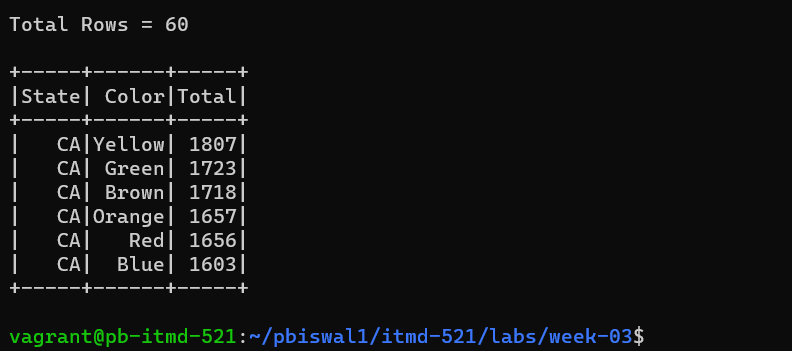 Total Rows = 60
+-----+------+-----+
|State| Color|Total|
+-----+------+-----+
|   CA|Yellow| 1807|
|   CA| Green| 1723|
|   CA| Brown| 1718|
|   CA|Orange| 1657|
|   CA|   Red| 1656|
|   CA|  Blue| 1603|
+-----+------+-----+
vagrant@pb-itmd-521:~/pbiswal1/itmd-521/labs/week-03$